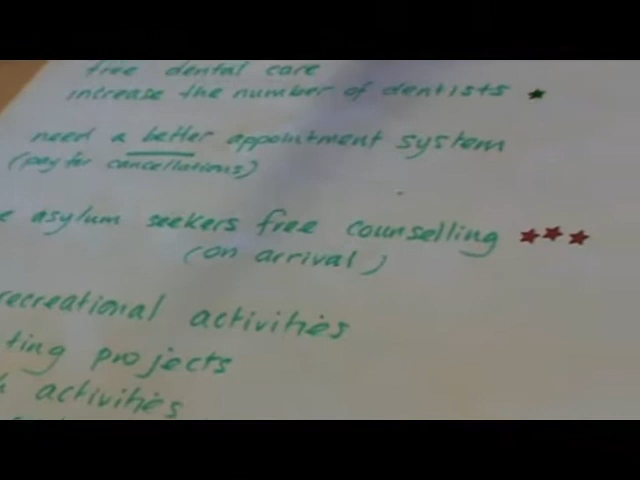 free dental care
increase the number of dentists
need a better appointment system
(pay for cancellations)
asylum seekers free counselling
(on arrival)
recreational activities
ting projects
activities